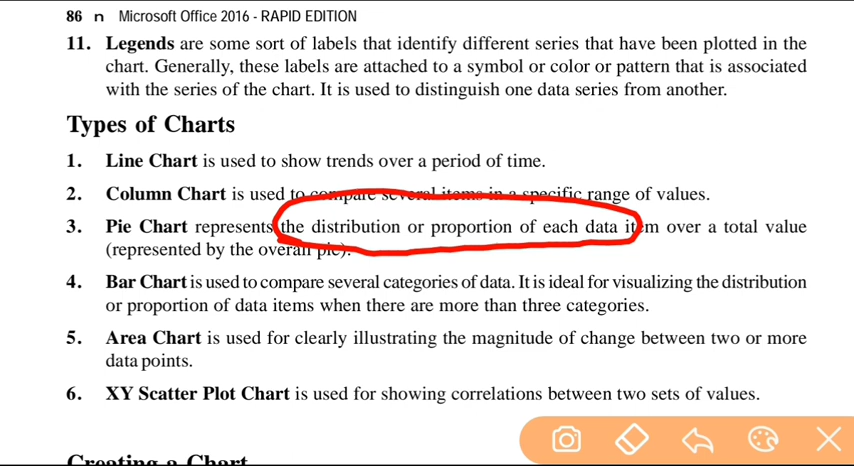 86 n Microsoft Office 2016 - RAPID EDITION
11. Legends are some sort of labels that identify different series that have been plotted in the
chart. Generally, these labels are attached to a symbol or color or pattern that is associated
with the series of the chart. It is used to distinguish one data series from another.
Types of Charts
1. Line Chart is used to show trends over a period of time.
2. Column Chart is used to compare several items in a specific range of values.
3. Pie Chart represents the distribution or proportion of each data item over a total value
(represented by the overall pie).
4. Bar Chart is used to compare several categories of data. It is ideal for visualizing the distribution
or proportion of data items when there are more than three categories.
5. Area Chart is used for clearly illustrating the magnitude of change between two or more
data points.
6. XY Scatter Plot Chart is used for showing correlations between two sets of values.
Creating a Chart